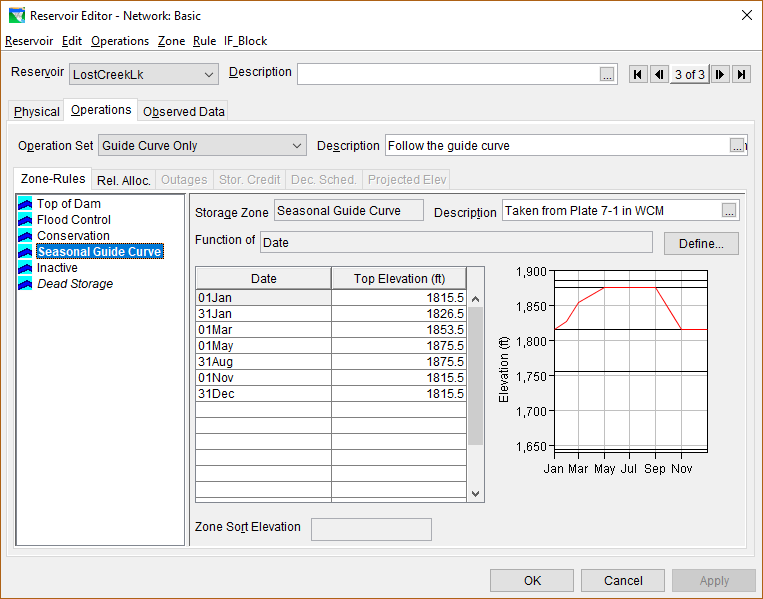 Reservoir Editor - Network: Basic
Reservoir Edit Operations Zone Rule IF_Block
Reservoir LostCreekLk Description ... 3 of 3
Physical Operations Observed Data
Operation Set Guide Curve Only Description Follow the guide curve ...
Zone-Rules Rel. Alloc. Outages Stor. Credit Dec. Sched. Projected Elev
Top of Dam
Flood Control
Conservation
Seasonal Guide Curve
Inactive
Dead Storage
Storage Zone Seasonal Guide Curve Description Taken from Plate 7-1 in WCM ...
Function of Date Define...
Date Top Elevation (ft)
01Jan 1815.5
31Jan 1826.5
01Mar 1853.5
01May 1875.5
31Aug 1875.5
01Nov 1815.5
31Dec 1815.5
Elevation (ft)
1,900
1,850
1,800
1,750
1,700
1,650
Jan Mar May Jul Sep Nov
Zone Sort Elevation
OK Cancel Apply